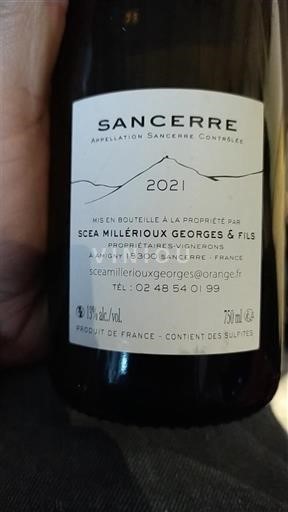 SANCERRE
APPELLATION SANCERRE CONTRÔLÉE
2021
MIS EN BOUTEILLE À LA PROPRIÉTÉ PAR
SCEA MILLÉRIOUX GEORGES & FILS
PROPRIÉTAIRES-VIGNERONS
À AMIGNY 18300 SANCERRE - FRANCE
VINIOU
sceamilleriouxgeorges@orange.fr
TÉL : 02 48 54 01 99
13% alc./vol. 750 ml
PRODUIT DE FRANCE - CONTIENT DES SULFITES